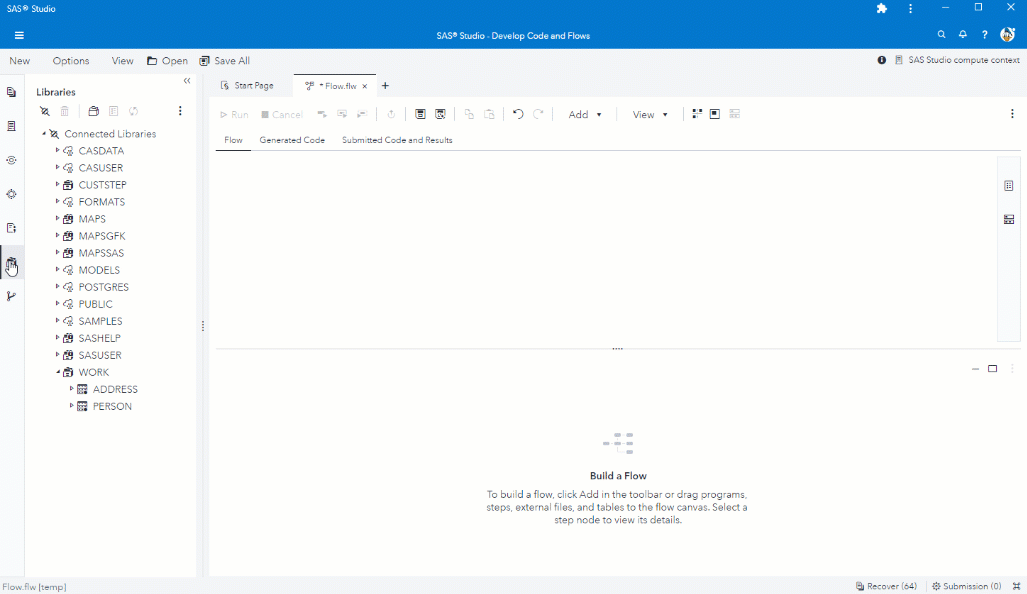 SAS® Studio
SAS® Studio - Develop Code and Flows
New Options View Open Save All SAS Studio compute context
Libraries
Start Page * Flow.flw × +
Run Cancel Add View
Flow Generated Code Submitted Code and Results
Connected Libraries
CASDATA
CASUSER
CUSTSTEP
FORMATS
MAPS
MAPSGFK
MAPSSAS
MODELS
POSTGRES
PUBLIC
SAMPLES
SASHELP
SASUSER
WORK
ADDRESS
PERSON
Build a Flow
To build a flow, click Add in the toolbar or drag programs,
steps, external files, and tables to the flow canvas. Select a
step node to view its details.
Flow.flw [temp] Recover (64) Submission (0)